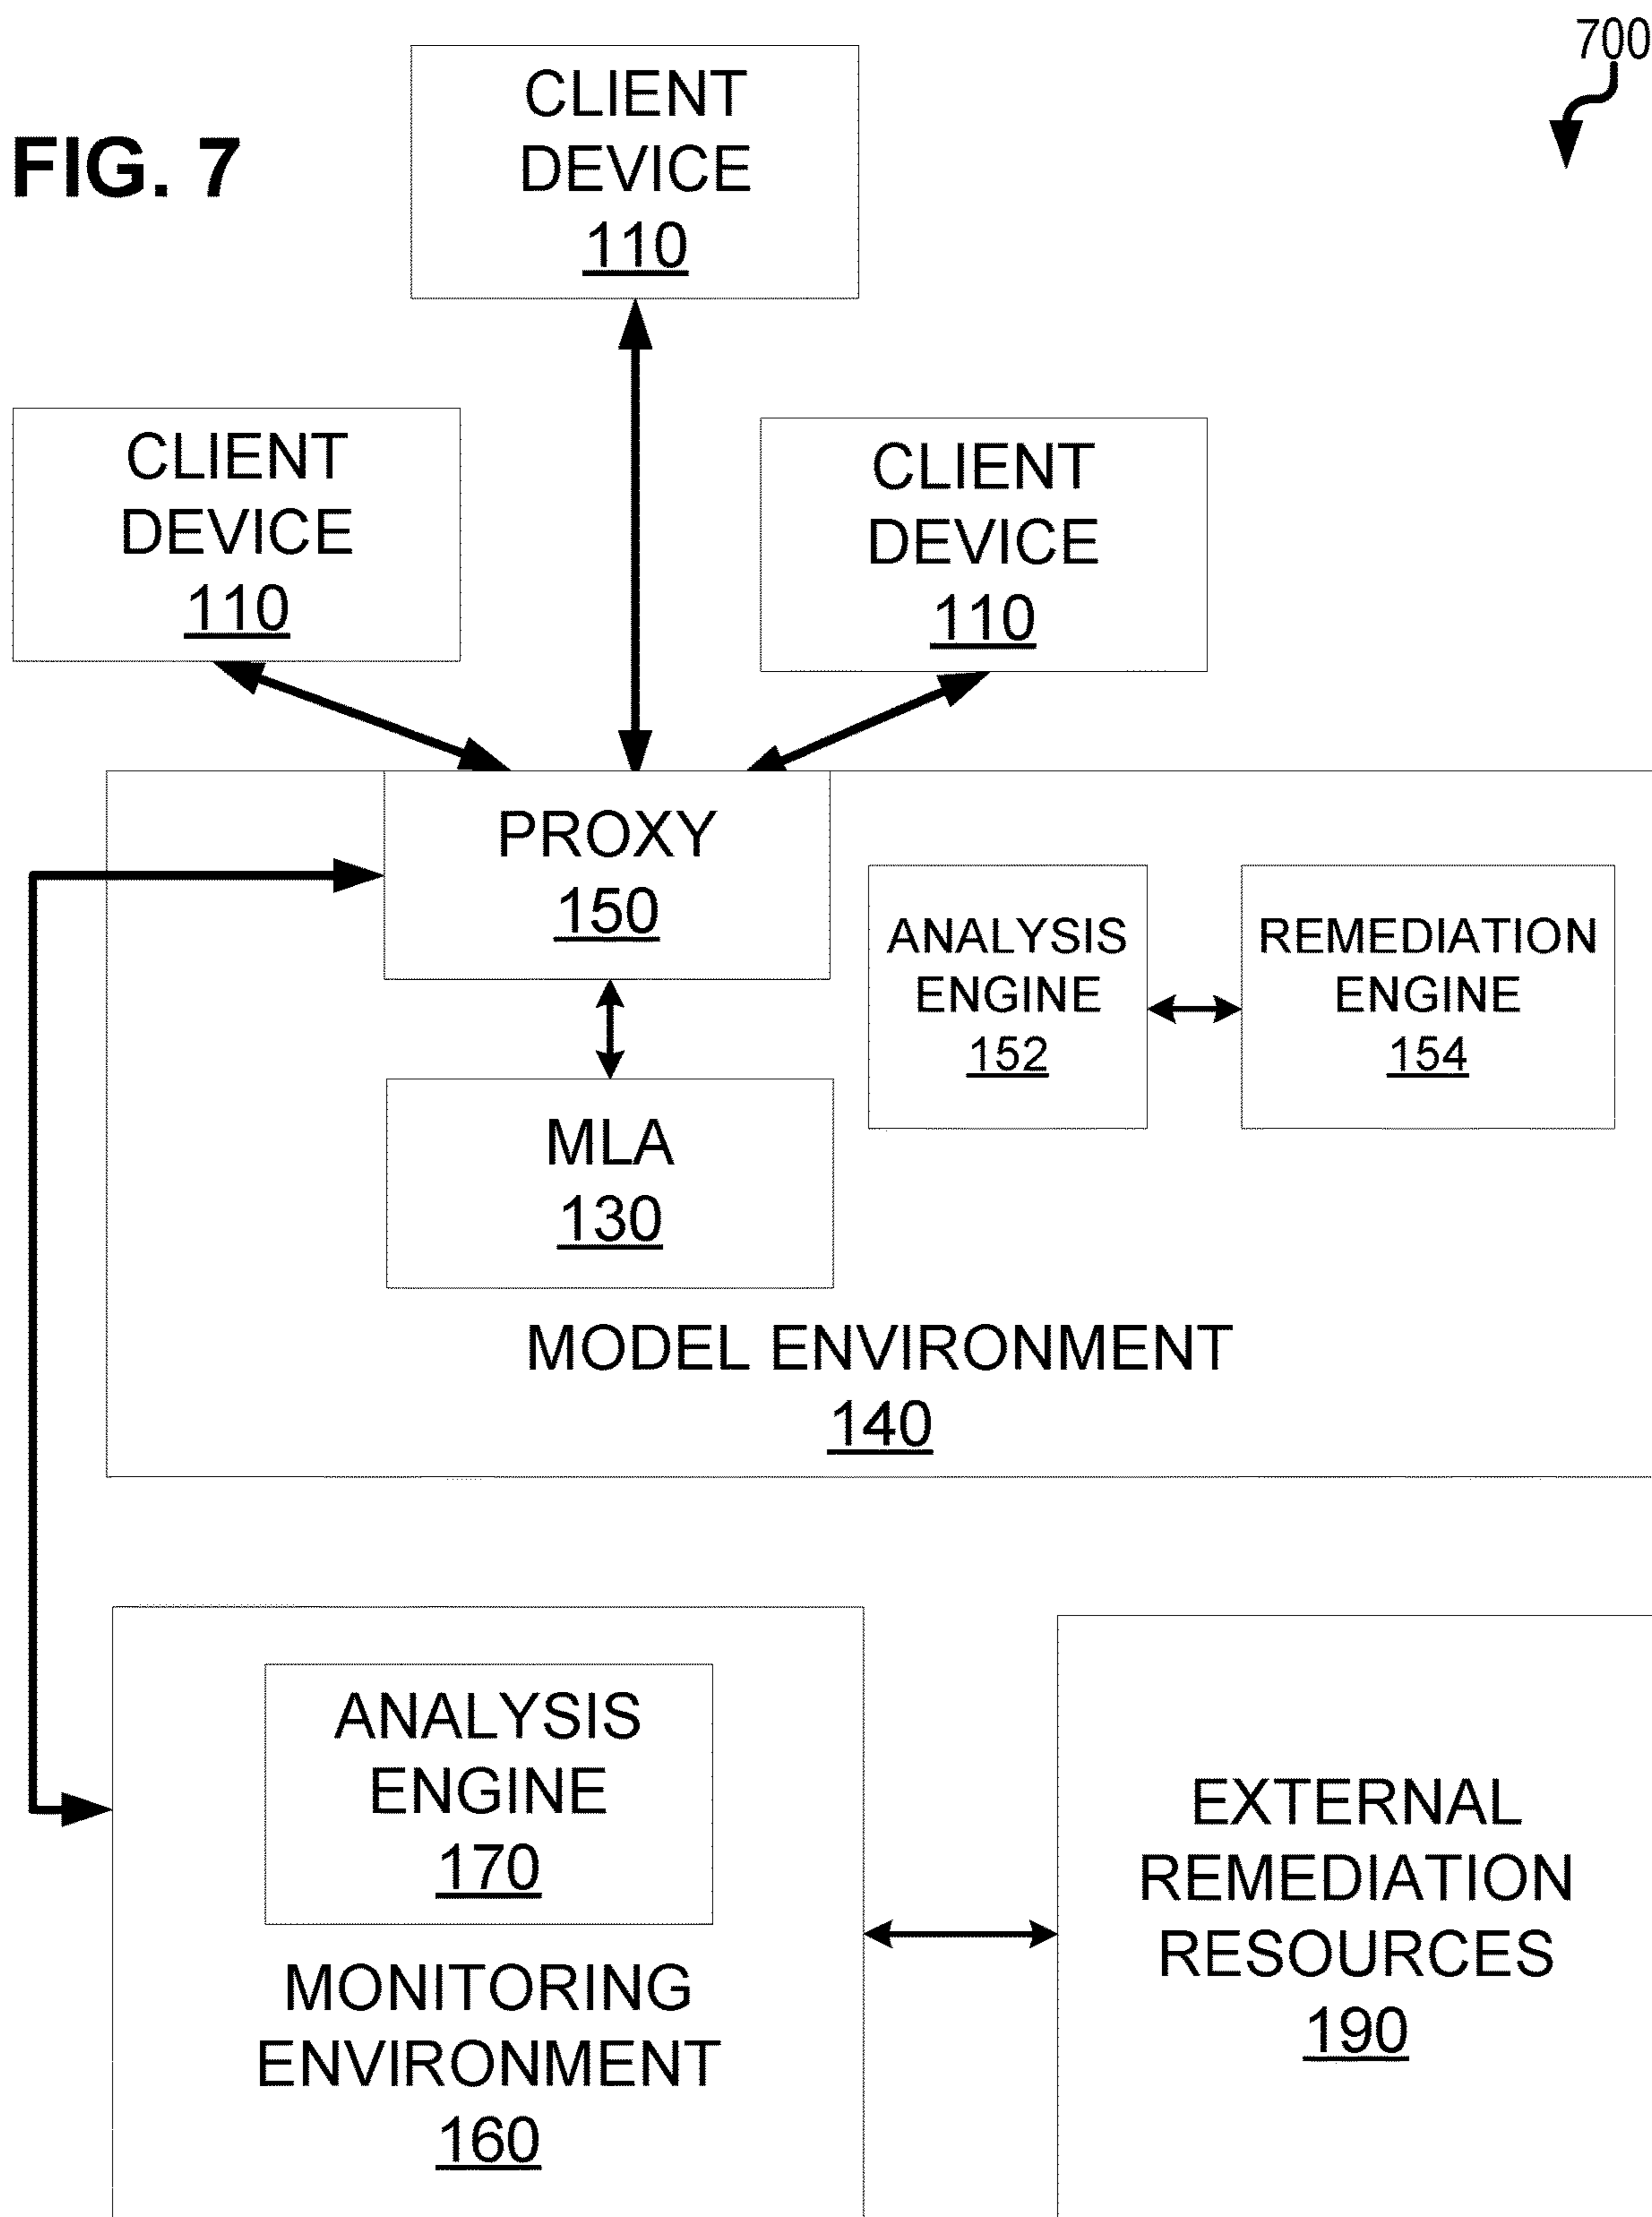 700
FIG. 7
CLIENT
DEVICE
110
CLIENT
DEVICE
110
CLIENT
DEVICE
110
PROXY
150
ANALYSIS
ENGINE
152
REMEDIATION
ENGINE
154
MLA
130
MODEL ENVIRONMENT
140
ANALYSIS
ENGINE
170
MONITORING
ENVIRONMENT
160
EXTERNAL
REMEDIATION
RESOURCES
190